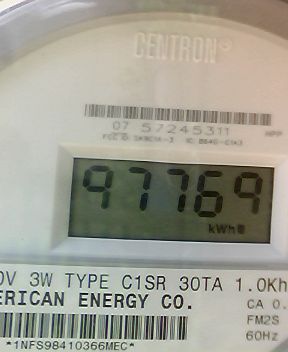 CENTRON®
07 57245311
HPP
97769
kWh
0V 3W TYPE C1SR 30TA 1.0Kh
ERICAN ENERGY CO.
CA 0.
FM2S
60Hz
*1NFS98410366MEC*